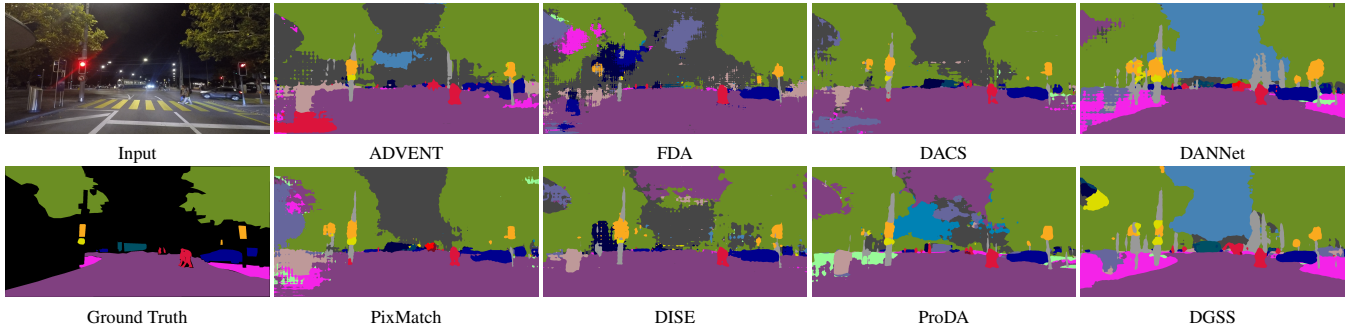 Input
ADVENT
FDA
DACS
DANNet
Ground Truth
PixMatch
DISE
ProDA
DGSS